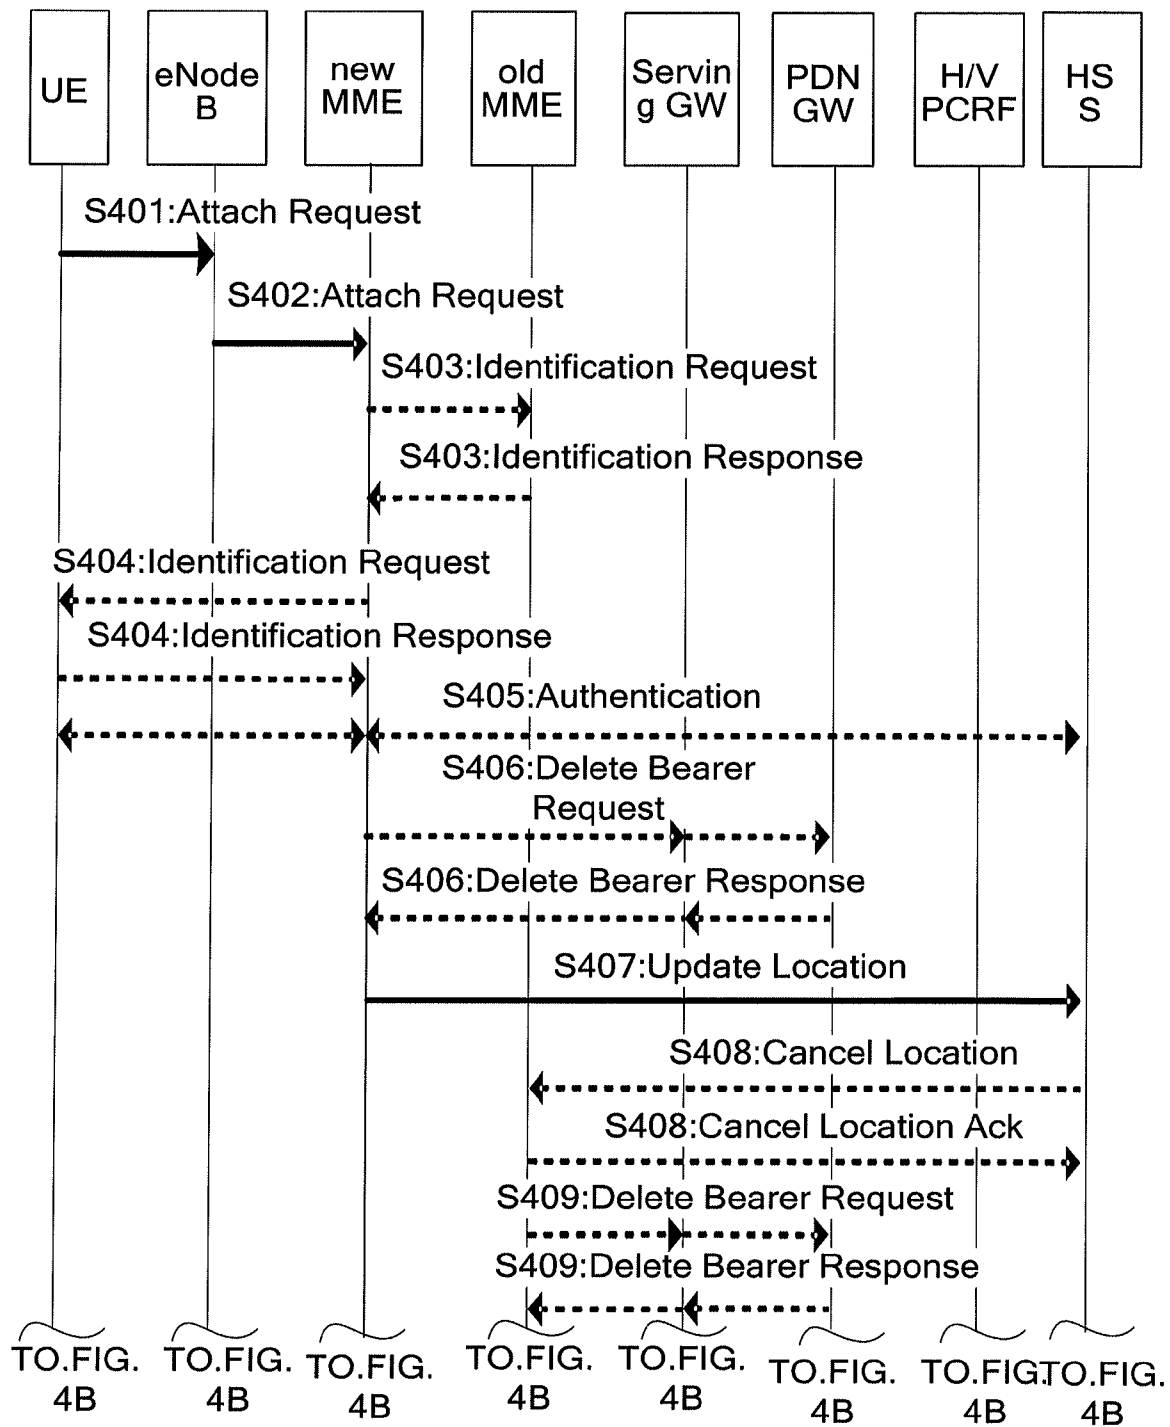 UE
eNode
B
new
MME
old
MME
Servin
g GW
PDN
GW
H/V
PCRF
HS
S
S401:Attach Request
S402:Attach Request
S403:Identification Request
S403:Identification Response
S404:Identification Request
S404:Identification Response
S405:Authentication
S406:Delete Bearer
Request
S406:Delete Bearer Response
S407:Update Location
S408:Cancel Location
S408:Cancel Location Ack
S409:Delete Bearer Request
S409:Delete Bearer Response
TO.FIG.
4B
TO.FIG.
4B
TO.FIG.
4B
TO.FIG.
4B
TO.FIG.
4B
TO.FIG.
4B
TO.FIG.
4B
TO.FIG.
4B